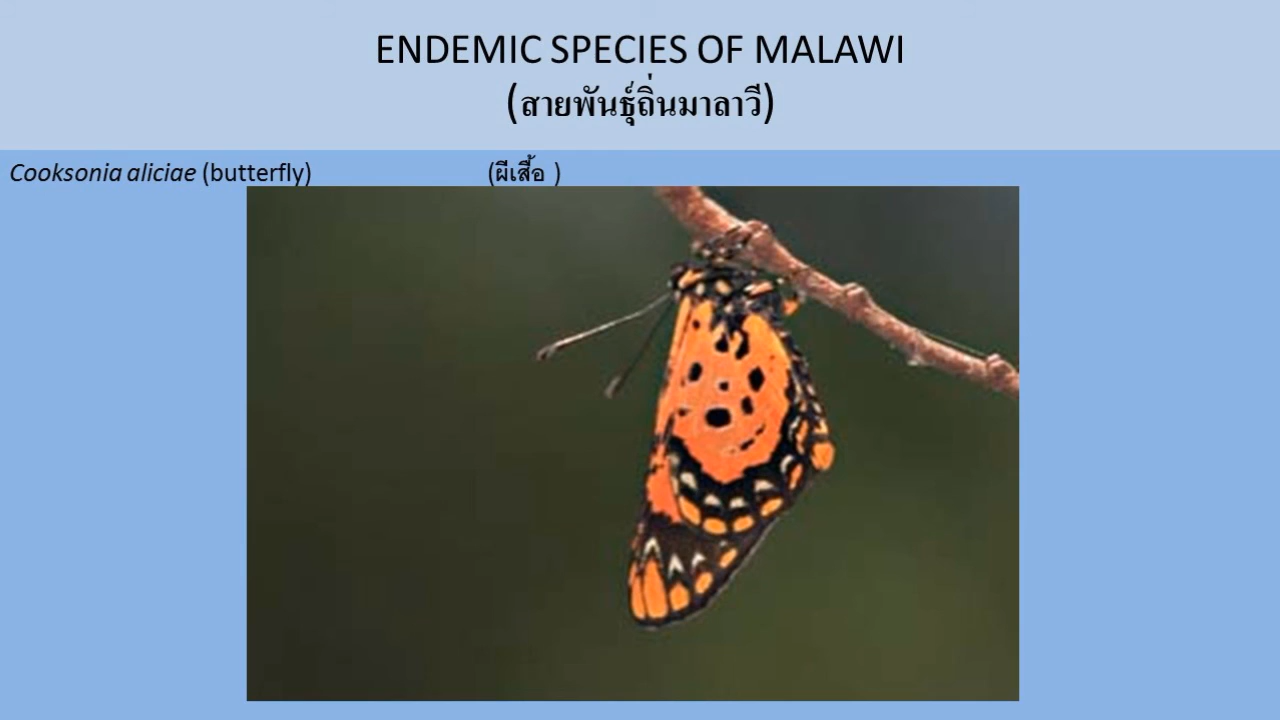 ENDEMIC SPECIES OF MALAWI
(สายพันธุ์ถิ่นมาลาวี)
Cooksonia aliciae (butterfly) (ผีเสื้อ )